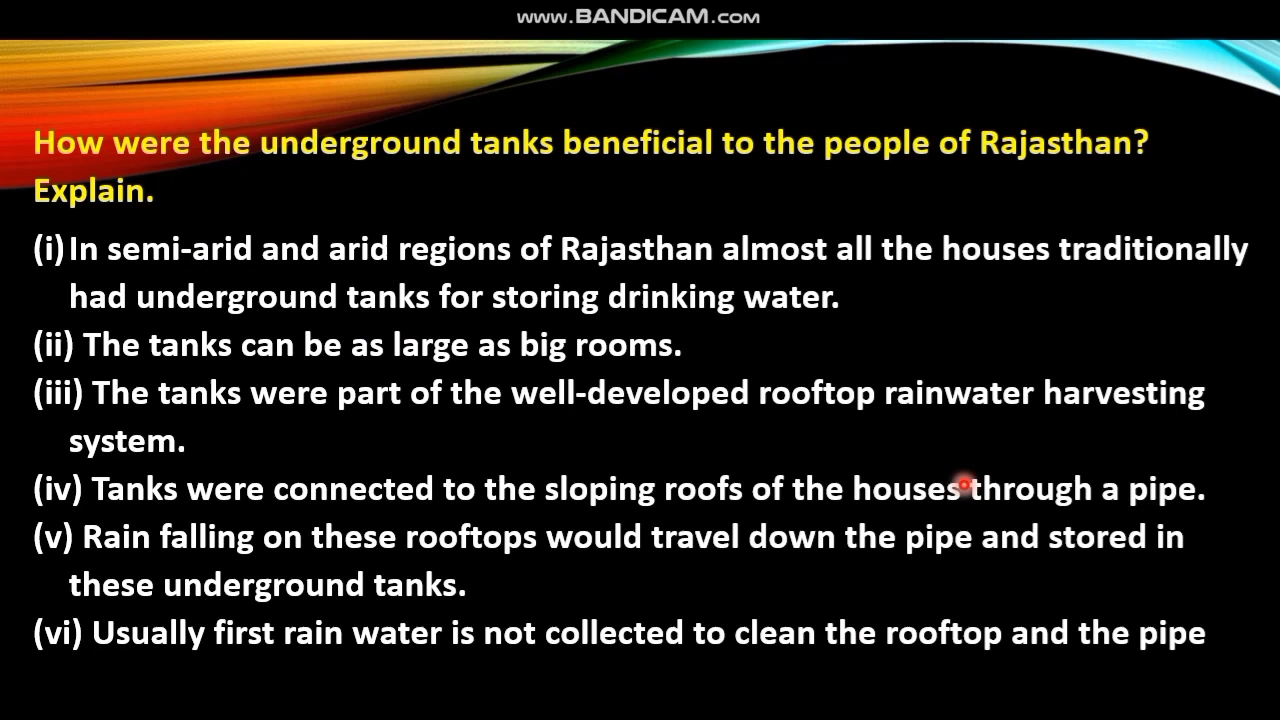 www.BANDICAM.com
How were the underground tanks beneficial to the people of Rajasthan?
Explain.
(i) In semi-arid and arid regions of Rajasthan almost all the houses traditionally
had underground tanks for storing drinking water.
(ii) The tanks can be as large as big rooms.
(iii) The tanks were part of the well-developed rooftop rainwater harvesting
system.
(iv) Tanks were connected to the sloping roofs of the houses through a pipe.
(v) Rain falling on these rooftops would travel down the pipe and stored in
these underground tanks.
(vi) Usually first rain water is not collected to clean the rooftop and the pipe